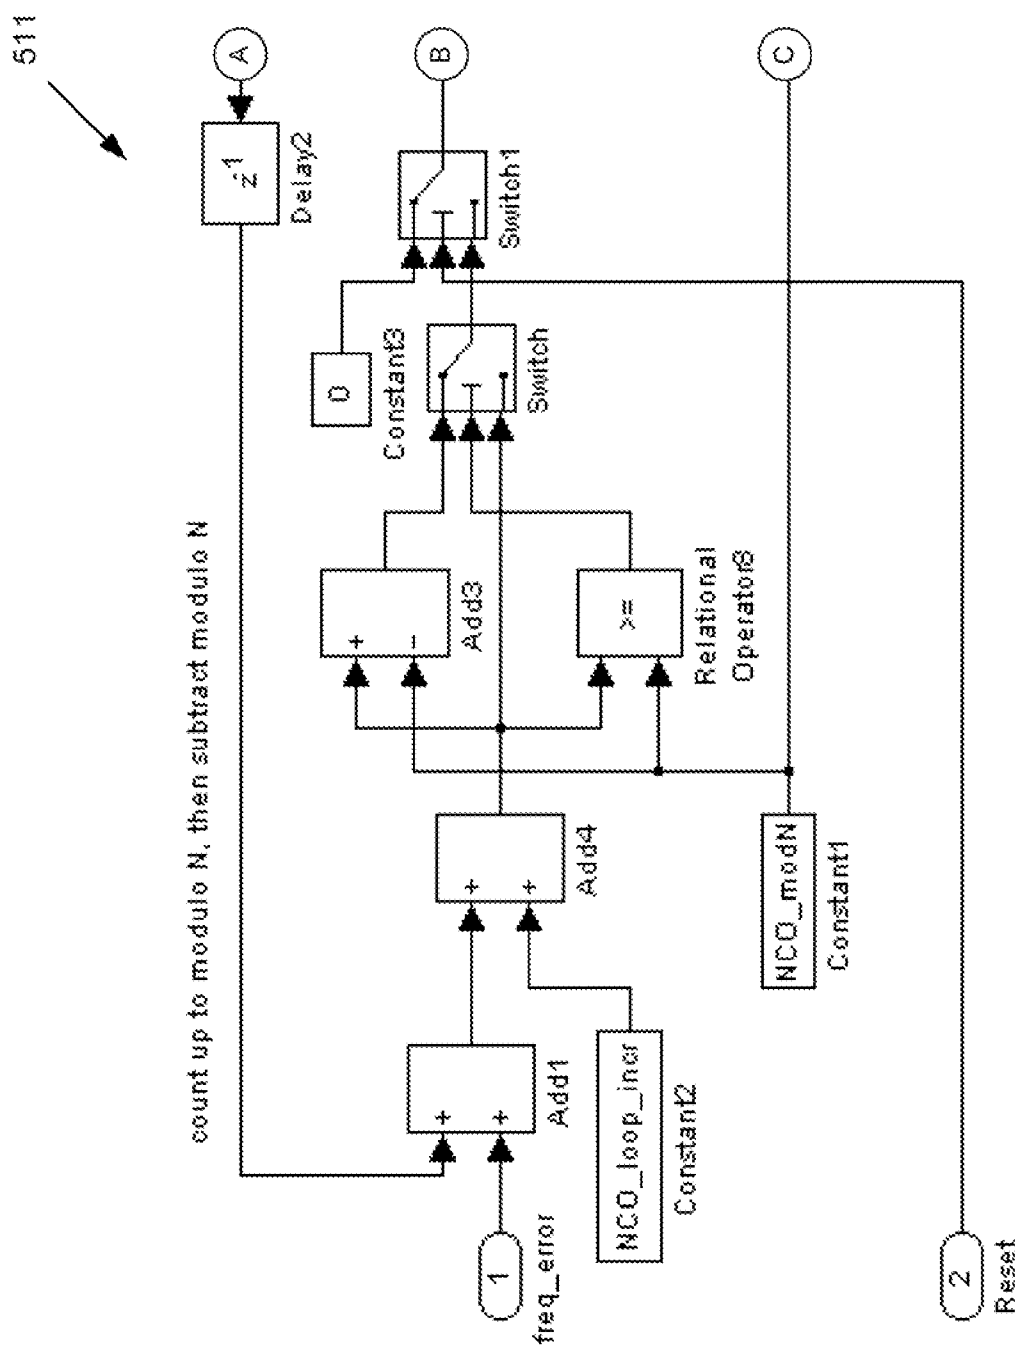 511
count up to modulo N, then subtract modulo N
A
z-1
Delay2
B
Switch1
0
Constant3
Switch
+
-
Add3
>=
Relational
Operator8
+
+
Add4
+
+
Add1
1
freq_error
NCO_loop_incr
Constant2
NCO_modN
Constant1
C
2
Reset